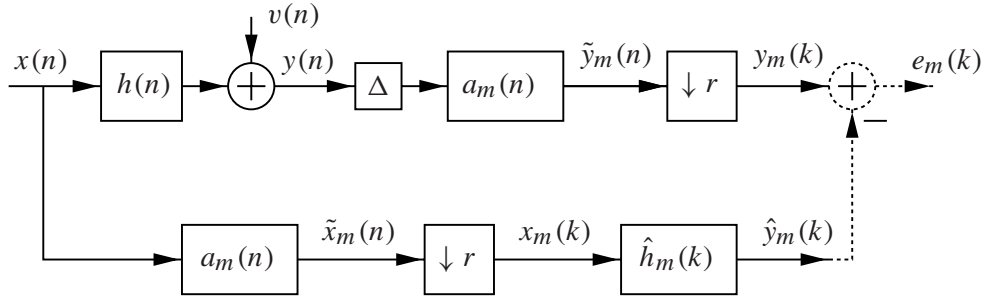 v(n)
x(n) h(n) + y(n) Δ a_m(n) ỹ_m(n) ↓ r y_m(k) + e_m(k)
−
a_m(n) x̃_m(n) ↓ r x_m(k) ĥ_m(k) ŷ_m(k)